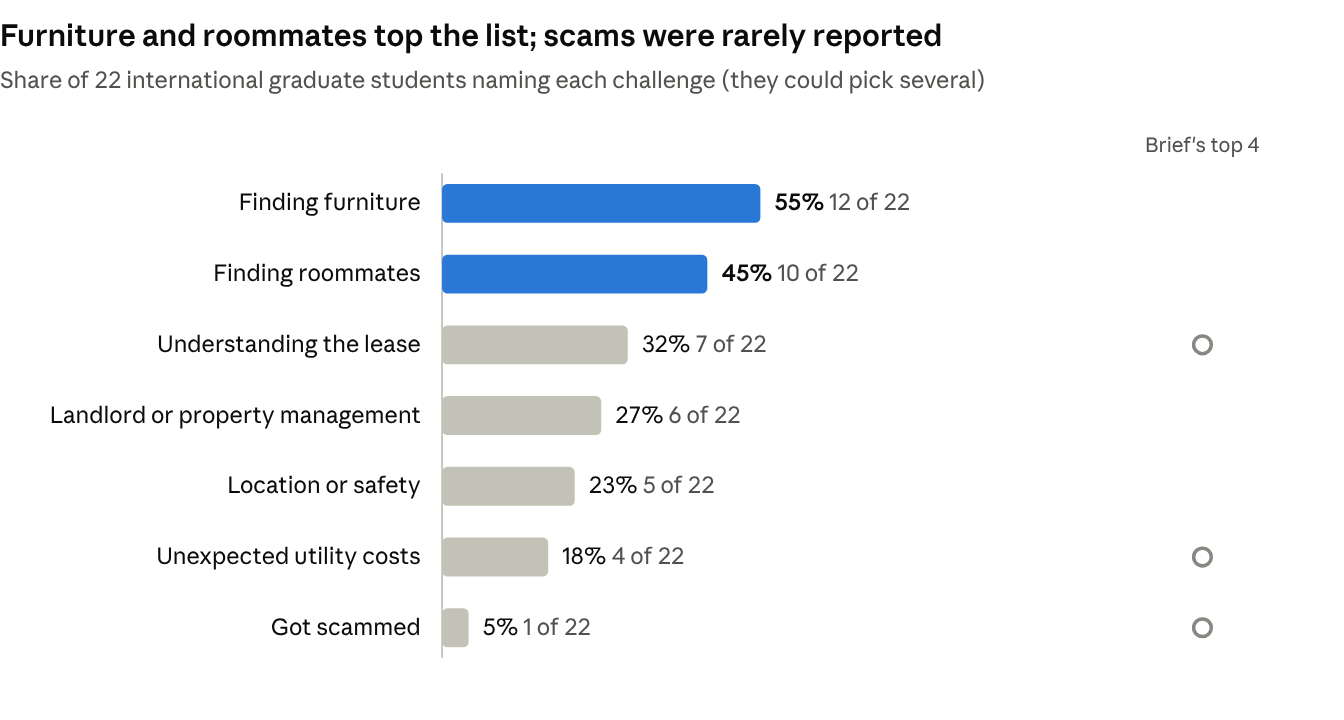 Furniture and roommates top the list; scams were rarely reported
Share of 22 international graduate students naming each challenge (they could pick several)
Brief's top 4
Finding furniture 55% 12 of 22
Finding roommates 45% 10 of 22
Understanding the lease 32% 7 of 22
Landlord or property management 27% 6 of 22
Location or safety 23% 5 of 22
Unexpected utility costs 18% 4 of 22
Got scammed 5% 1 of 22